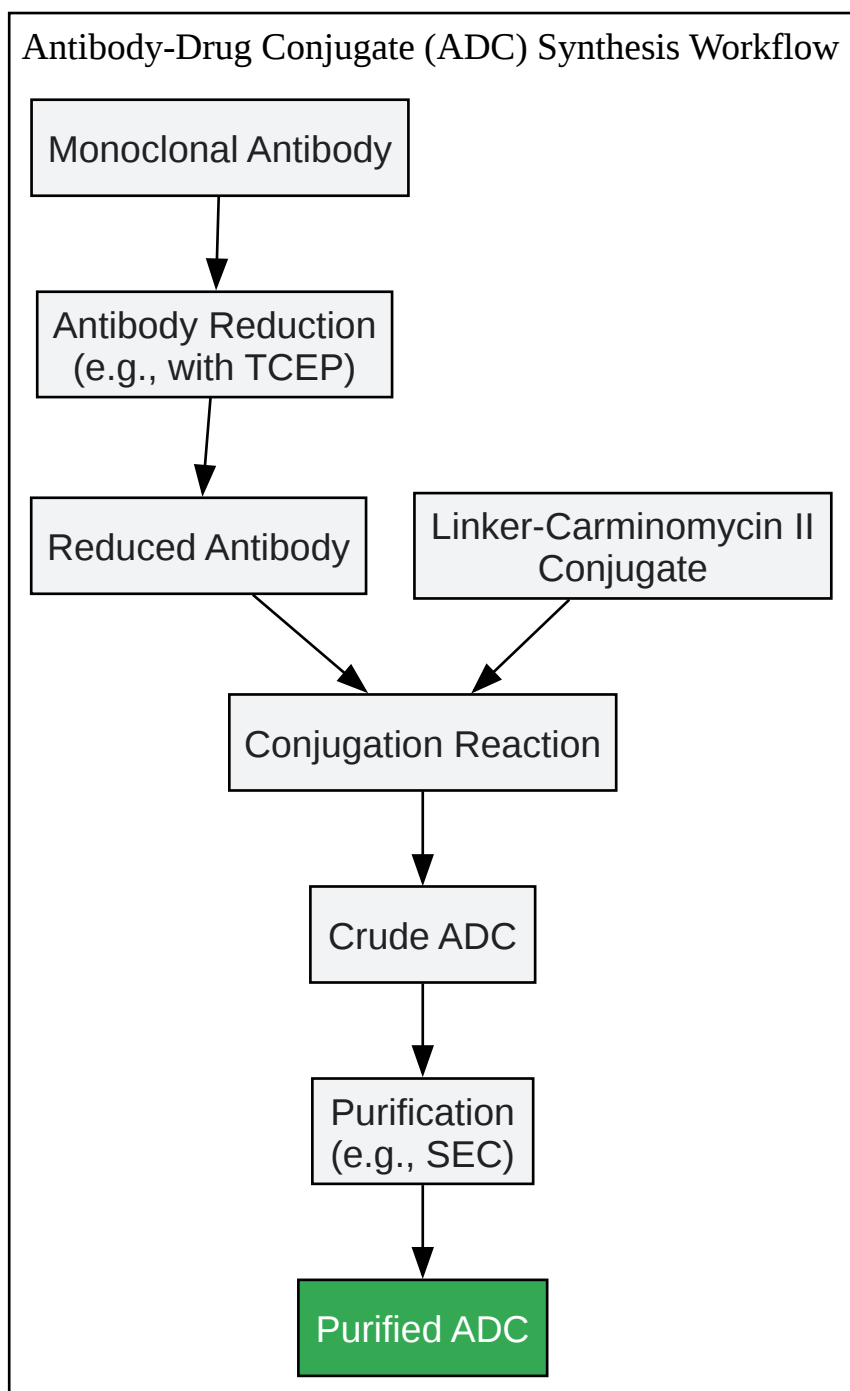 Antibody-Drug Conjugate (ADC) Synthesis Workflow
Monoclonal Antibody
Antibody Reduction
(e.g., with TCEP)
Reduced Antibody
Linker-Carminomycin II
Conjugate
Conjugation Reaction
Crude ADC
Purification
(e.g., SEC)
Purified ADC